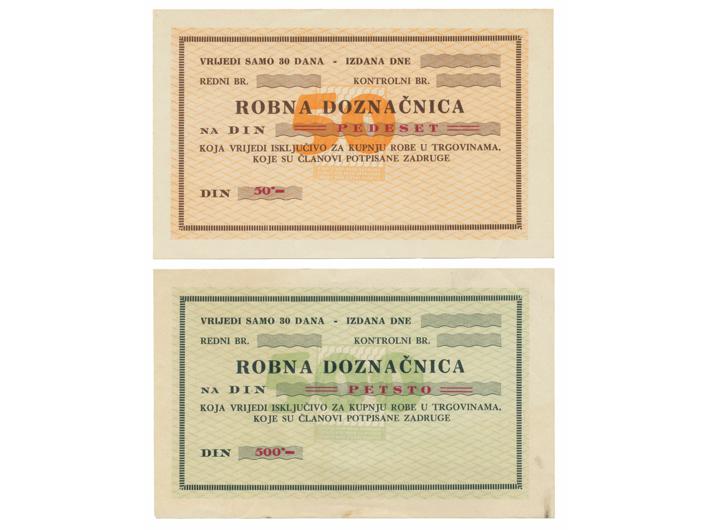 VRIJEDI SAMO 30 DANA - IZDANA DNE
REDNI BR. KONTROLNI BR.
50
ROBNA DOZNAČNICA
NA DIN PEDESET
KOJA VRIJEDI ISKLJUČIVO ZA KUPNJU ROBE U TRGOVINAMA,
KOJE SU ČLANOVI POTPISANE ZADRUGE
DIN 50'-
VRIJEDI SAMO 30 DANA - IZDANA DNE
REDNI BR. KONTROLNI BR.
500
ROBNA DOZNAČNICA
NA DIN PETSTO
KOJA VRIJEDI ISKLJUČIVO ZA KUPNJU ROBE U TRGOVINAMA,
KOJE SU ČLANOVI POTPISANE ZADRUGE
DIN 500'-